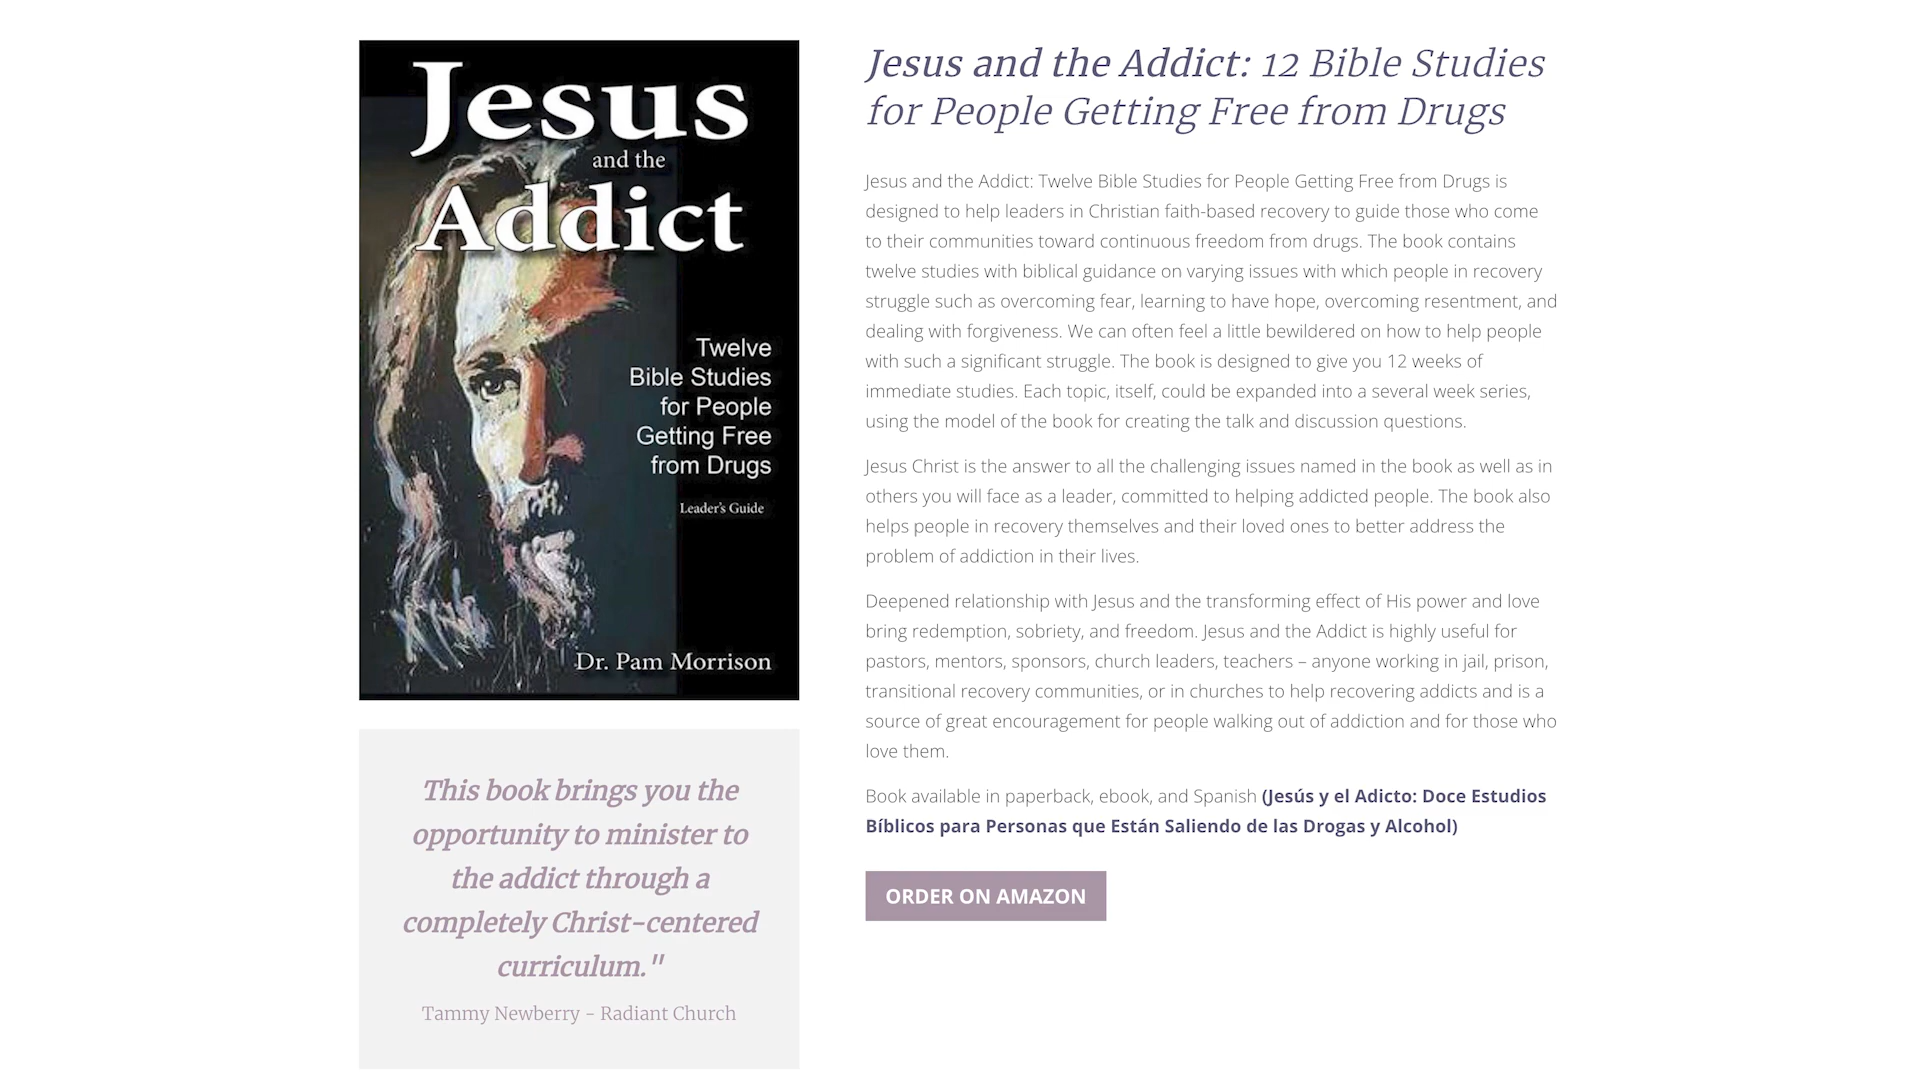 Jesus
and the
Addict
Twelve
Bible Studies
for People
Getting Free
from Drugs
Leader's Guide
Dr. Pam Morrison
This book brings you the
opportunity to minister to
the addict through a
completely Christ-centered
curriculum."
Tammy Newberry - Radiant Church
Jesus and the Addict: 12 Bible Studies
for People Getting Free from Drugs
Jesus and the Addict: Twelve Bible Studies for People Getting Free from Drugs is
designed to help leaders in Christian faith-based recovery to guide those who come
to their communities toward continuous freedom from drugs. The book contains
twelve studies with biblical guidance on varying issues with which people in recovery
struggle such as overcoming fear, learning to have hope, overcoming resentment, and
dealing with forgiveness. We can often feel a little bewildered on how to help people
with such a significant struggle. The book is designed to give you 12 weeks of
immediate studies. Each topic, itself, could be expanded into a several week series,
using the model of the book for creating the talk and discussion questions.
Jesus Christ is the answer to all the challenging issues named in the book as well as in
others you will face as a leader, committed to helping addicted people. The book also
helps people in recovery themselves and their loved ones to better address the
problem of addiction in their lives.
Deepened relationship with Jesus and the transforming effect of His power and love
bring redemption, sobriety, and freedom. Jesus and the Addict is highly useful for
pastors, mentors, sponsors, church leaders, teachers – anyone working in jail, prison,
transitional recovery communities, or in churches to help recovering addicts and is a
source of great encouragement for people walking out of addiction and for those who
love them.
Book available in paperback, ebook, and Spanish (Jesús y el Adicto: Doce Estudios
Bíblicos para Personas que Están Saliendo de las Drogas y Alcohol)
ORDER ON AMAZON